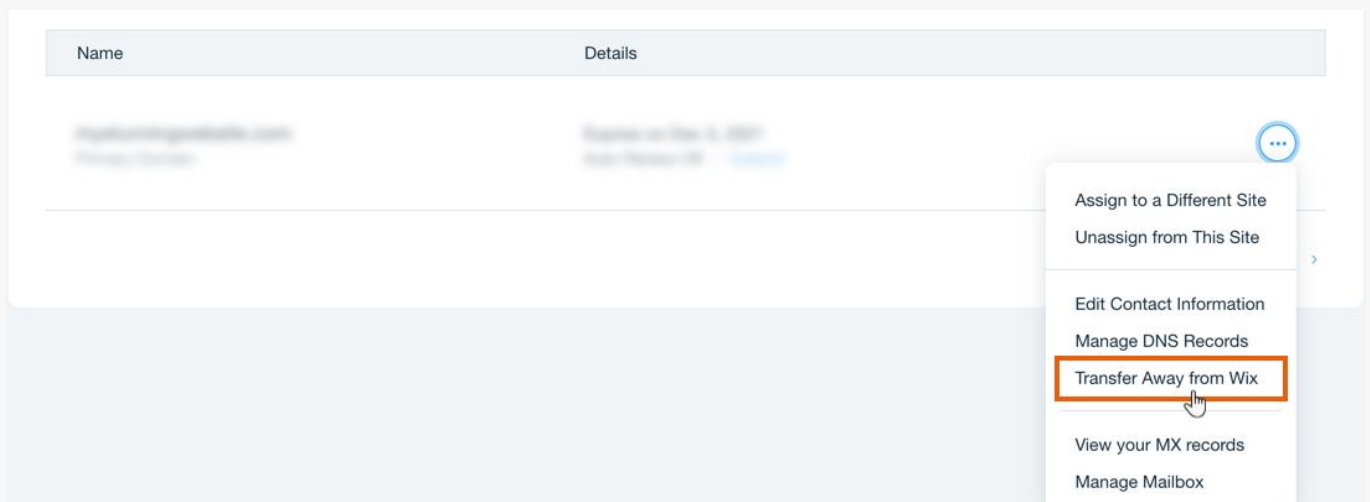 Name
Details
Assign to a Different Site
Unassign from This Site
Edit Contact Information
Manage DNS Records
Transfer Away from Wix
View your MX records
Manage Mailbox